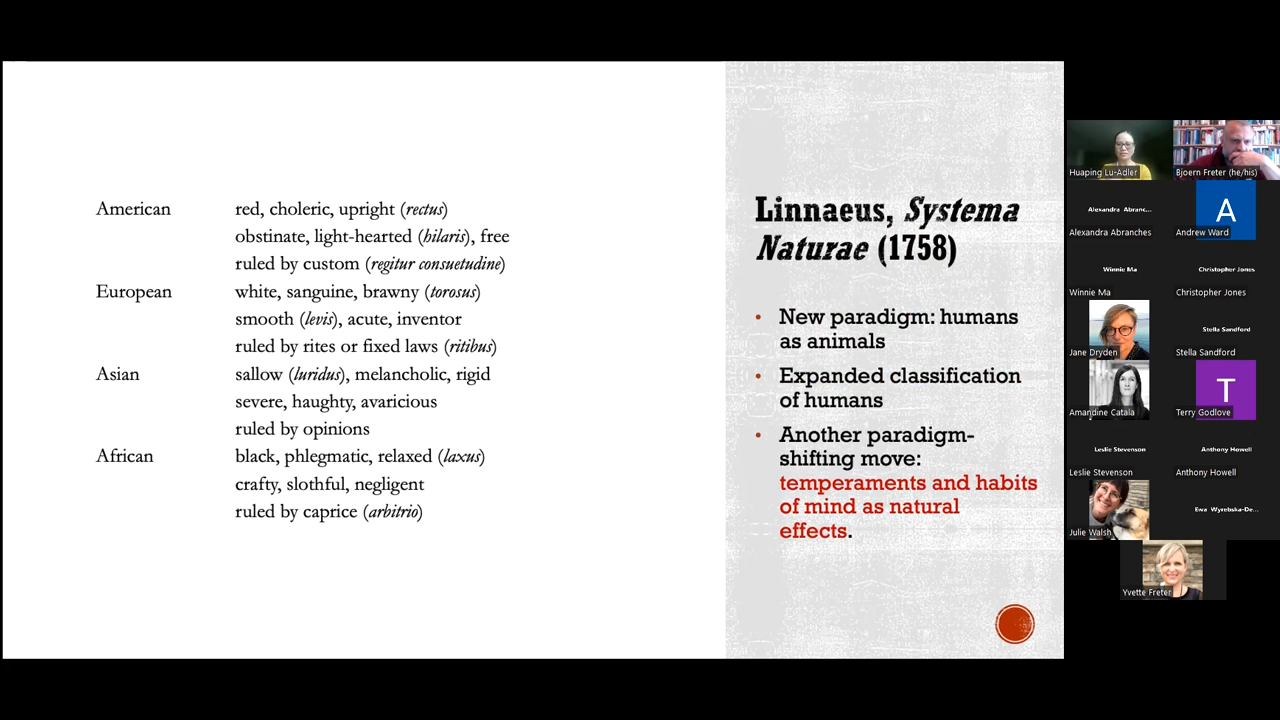 American red, choleric, upright (rectus)
obstinate, light-hearted (hilaris), free
ruled by custom (regitur consuetudine)
European white, sanguine, brawny (torosus)
smooth (levis), acute, inventor
ruled by rites or fixed laws (ritibus)
Asian sallow (luridus), melancholic, rigid
severe, haughty, avaricious
ruled by opinions
African black, phlegmatic, relaxed (laxus)
crafty, slothful, negligent
ruled by caprice (arbitrio)
Linnaeus, Systema
Naturae (1758)
• New paradigm: humans
as animals
• Expanded classification
of humans
• Another paradigm-
shifting move:
temperaments and habits
of mind as natural
effects.
Huaping Lu-Adler
Bjoern Freter (he/his)
Alexandra Abranc...
Alexandra Abranches
A
Andrew Ward
Winnie Ma
Winnie Ma
Christopher Jones
Christopher Jones
Jane Dryden
Stella Sandford
Stella Sandford
Amandine Catala
T
Terry Godlove
Leslie Stevenson
Leslie Stevenson
Anthony Howell
Anthony Howell
Julie Walsh
Ewa Wyrebska-De...
Yvette Freter